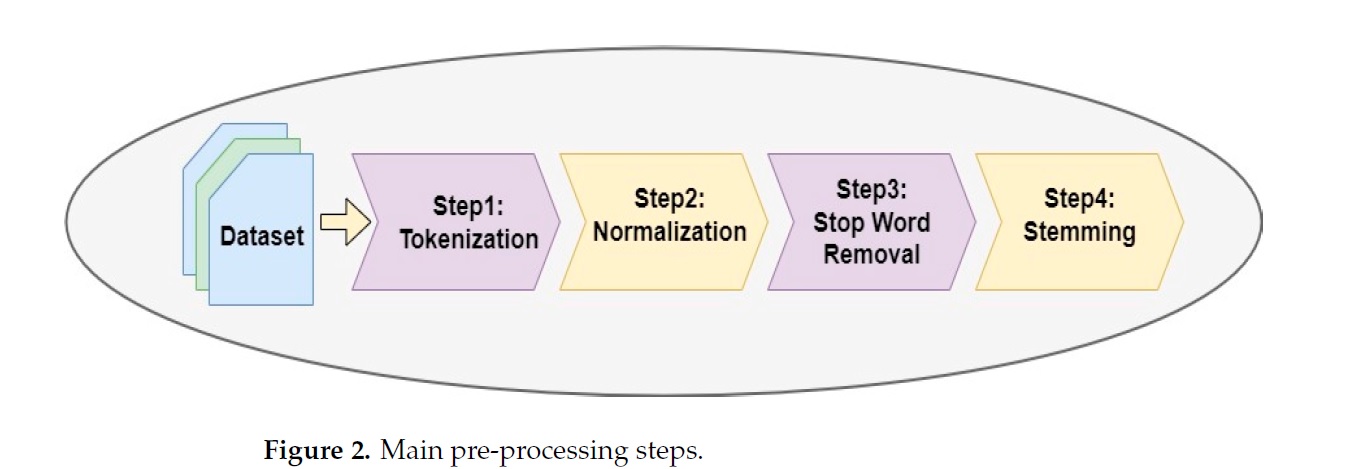 Dataset
Step1:
Tokenization
Step2:
Normalization
Step3:
Stop Word
Removal
Step4:
Stemming
Figure 2. Main pre-processing steps.